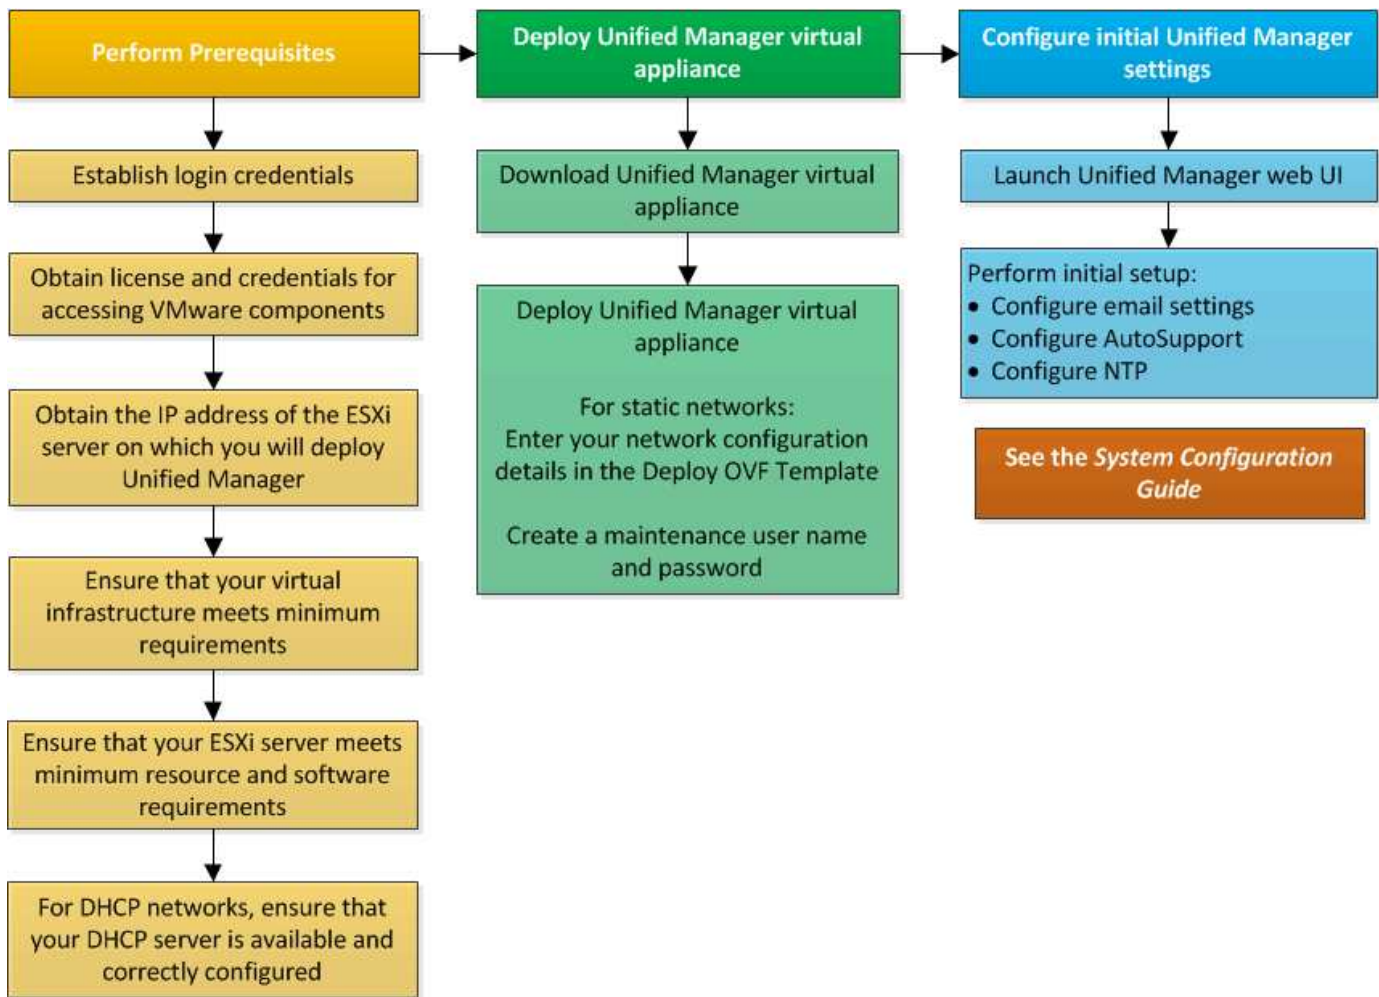 Perform Prerequisites
Establish login credentials
Obtain license and credentials for
accessing VMware components
Obtain the IP address of the ESXi
server on which you will deploy
Unified Manager
Ensure that your virtual
infrastructure meets minimum
requirements
Ensure that your ESXi server meets
minimum resource and software
requirements
For DHCP networks, ensure that
your DHCP server is available and
correctly configured
Deploy Unified Manager virtual
appliance
Download Unified Manager virtual
appliance
Deploy Unified Manager virtual
appliance
For static networks:
Enter your network configuration
details in the Deploy OVF Template
Create a maintenance user name
and password
Configure initial Unified Manager
settings
Launch Unified Manager web UI
Perform initial setup:
• Configure email settings
• Configure AutoSupport
• Configure NTP
See the System Configuration
Guide